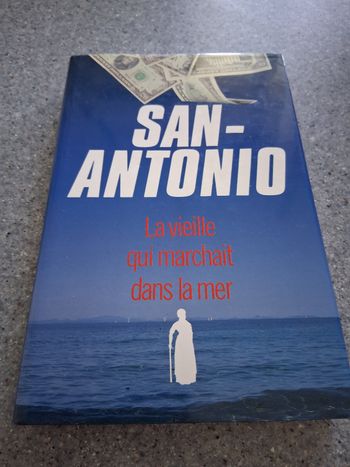 SAN-
ANTONIO
La vieille
qui marchait
dans la mer